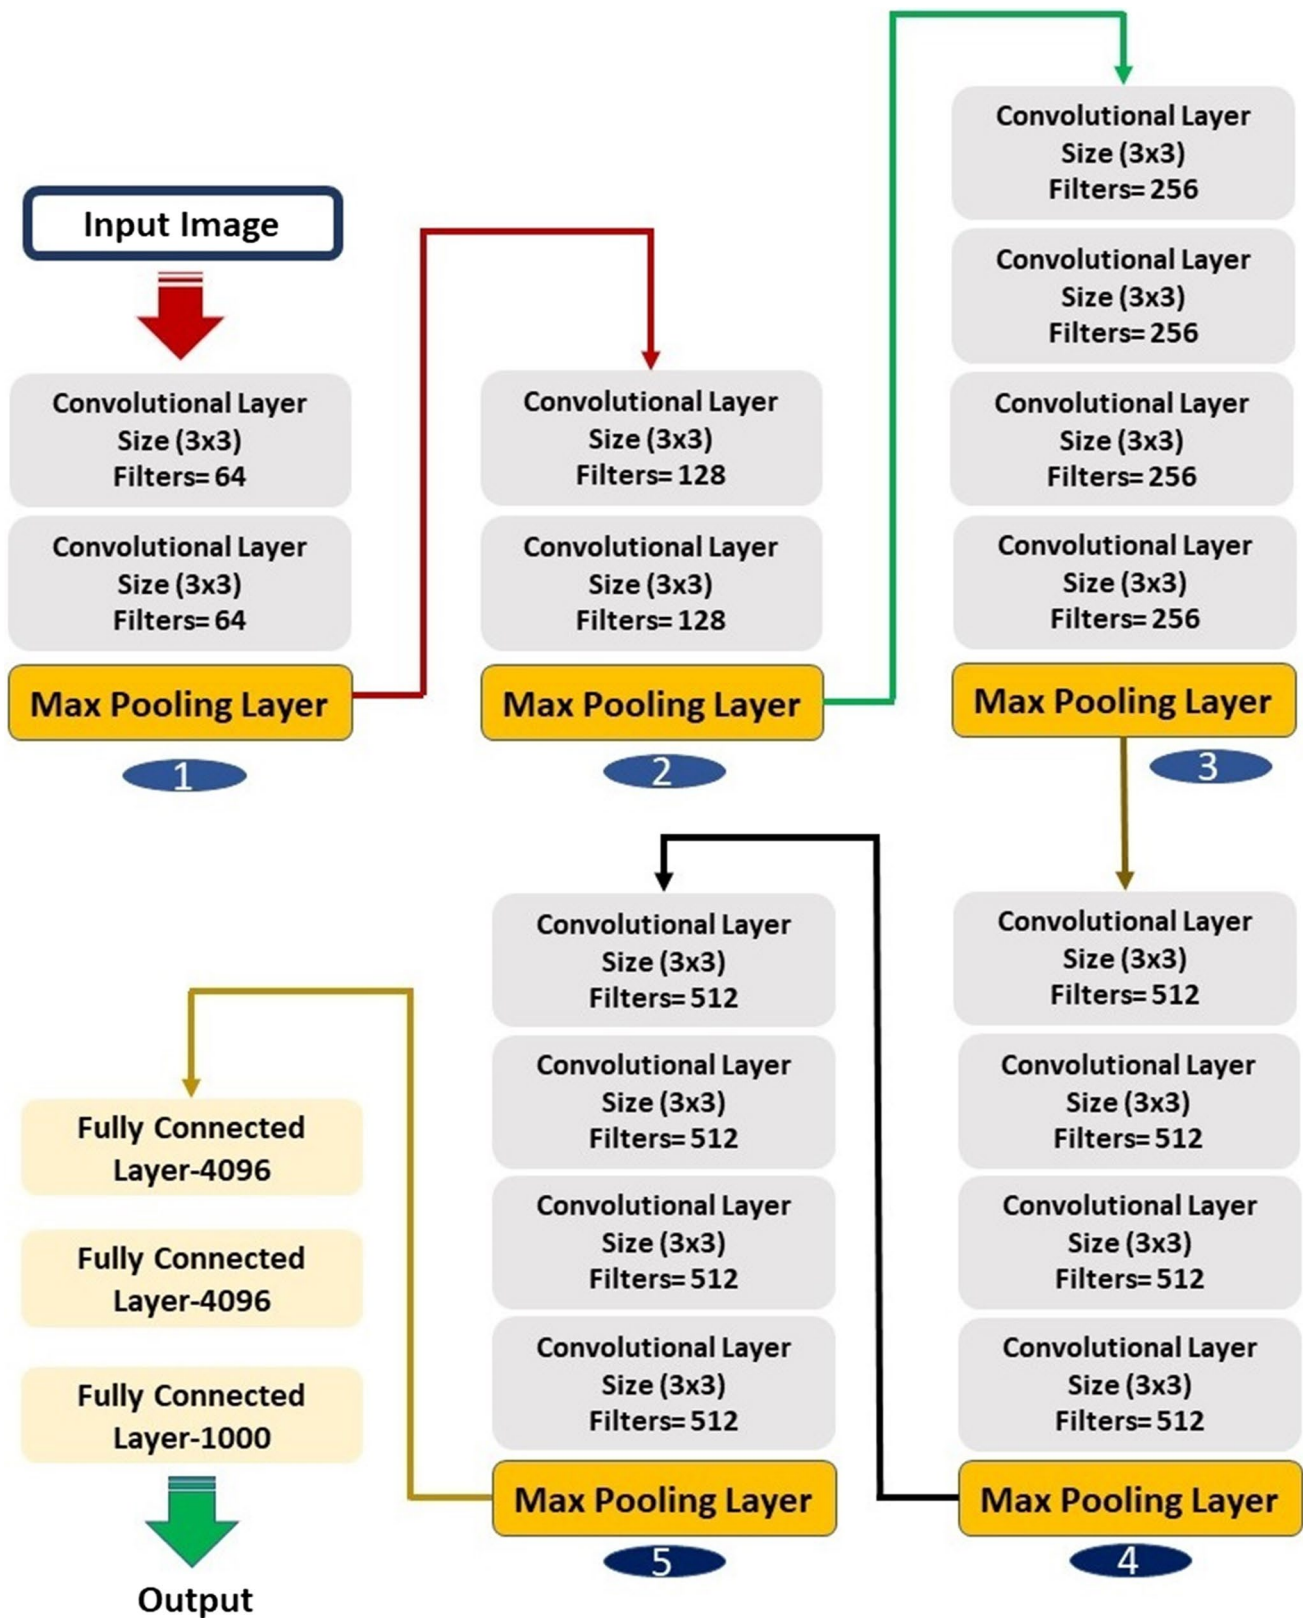 Input Image
Convolutional Layer
Size (3x3)
Filters= 64
Convolutional Layer
Size (3x3)
Filters= 64
Max Pooling Layer
1
Convolutional Layer
Size (3x3)
Filters= 128
Convolutional Layer
Size (3x3)
Filters= 128
Max Pooling Layer
2
Convolutional Layer
Size (3x3)
Filters= 256
Convolutional Layer
Size (3x3)
Filters= 256
Convolutional Layer
Size (3x3)
Filters= 256
Convolutional Layer
Size (3x3)
Filters= 256
Max Pooling Layer
3
Convolutional Layer
Size (3x3)
Filters= 512
Convolutional Layer
Size (3x3)
Filters= 512
Convolutional Layer
Size (3x3)
Filters= 512
Convolutional Layer
Size (3x3)
Filters= 512
Max Pooling Layer
4
Convolutional Layer
Size (3x3)
Filters= 512
Convolutional Layer
Size (3x3)
Filters= 512
Convolutional Layer
Size (3x3)
Filters= 512
Convolutional Layer
Size (3x3)
Filters= 512
Max Pooling Layer
5
Fully Connected
Layer-4096
Fully Connected
Layer-4096
Fully Connected
Layer-1000
Output